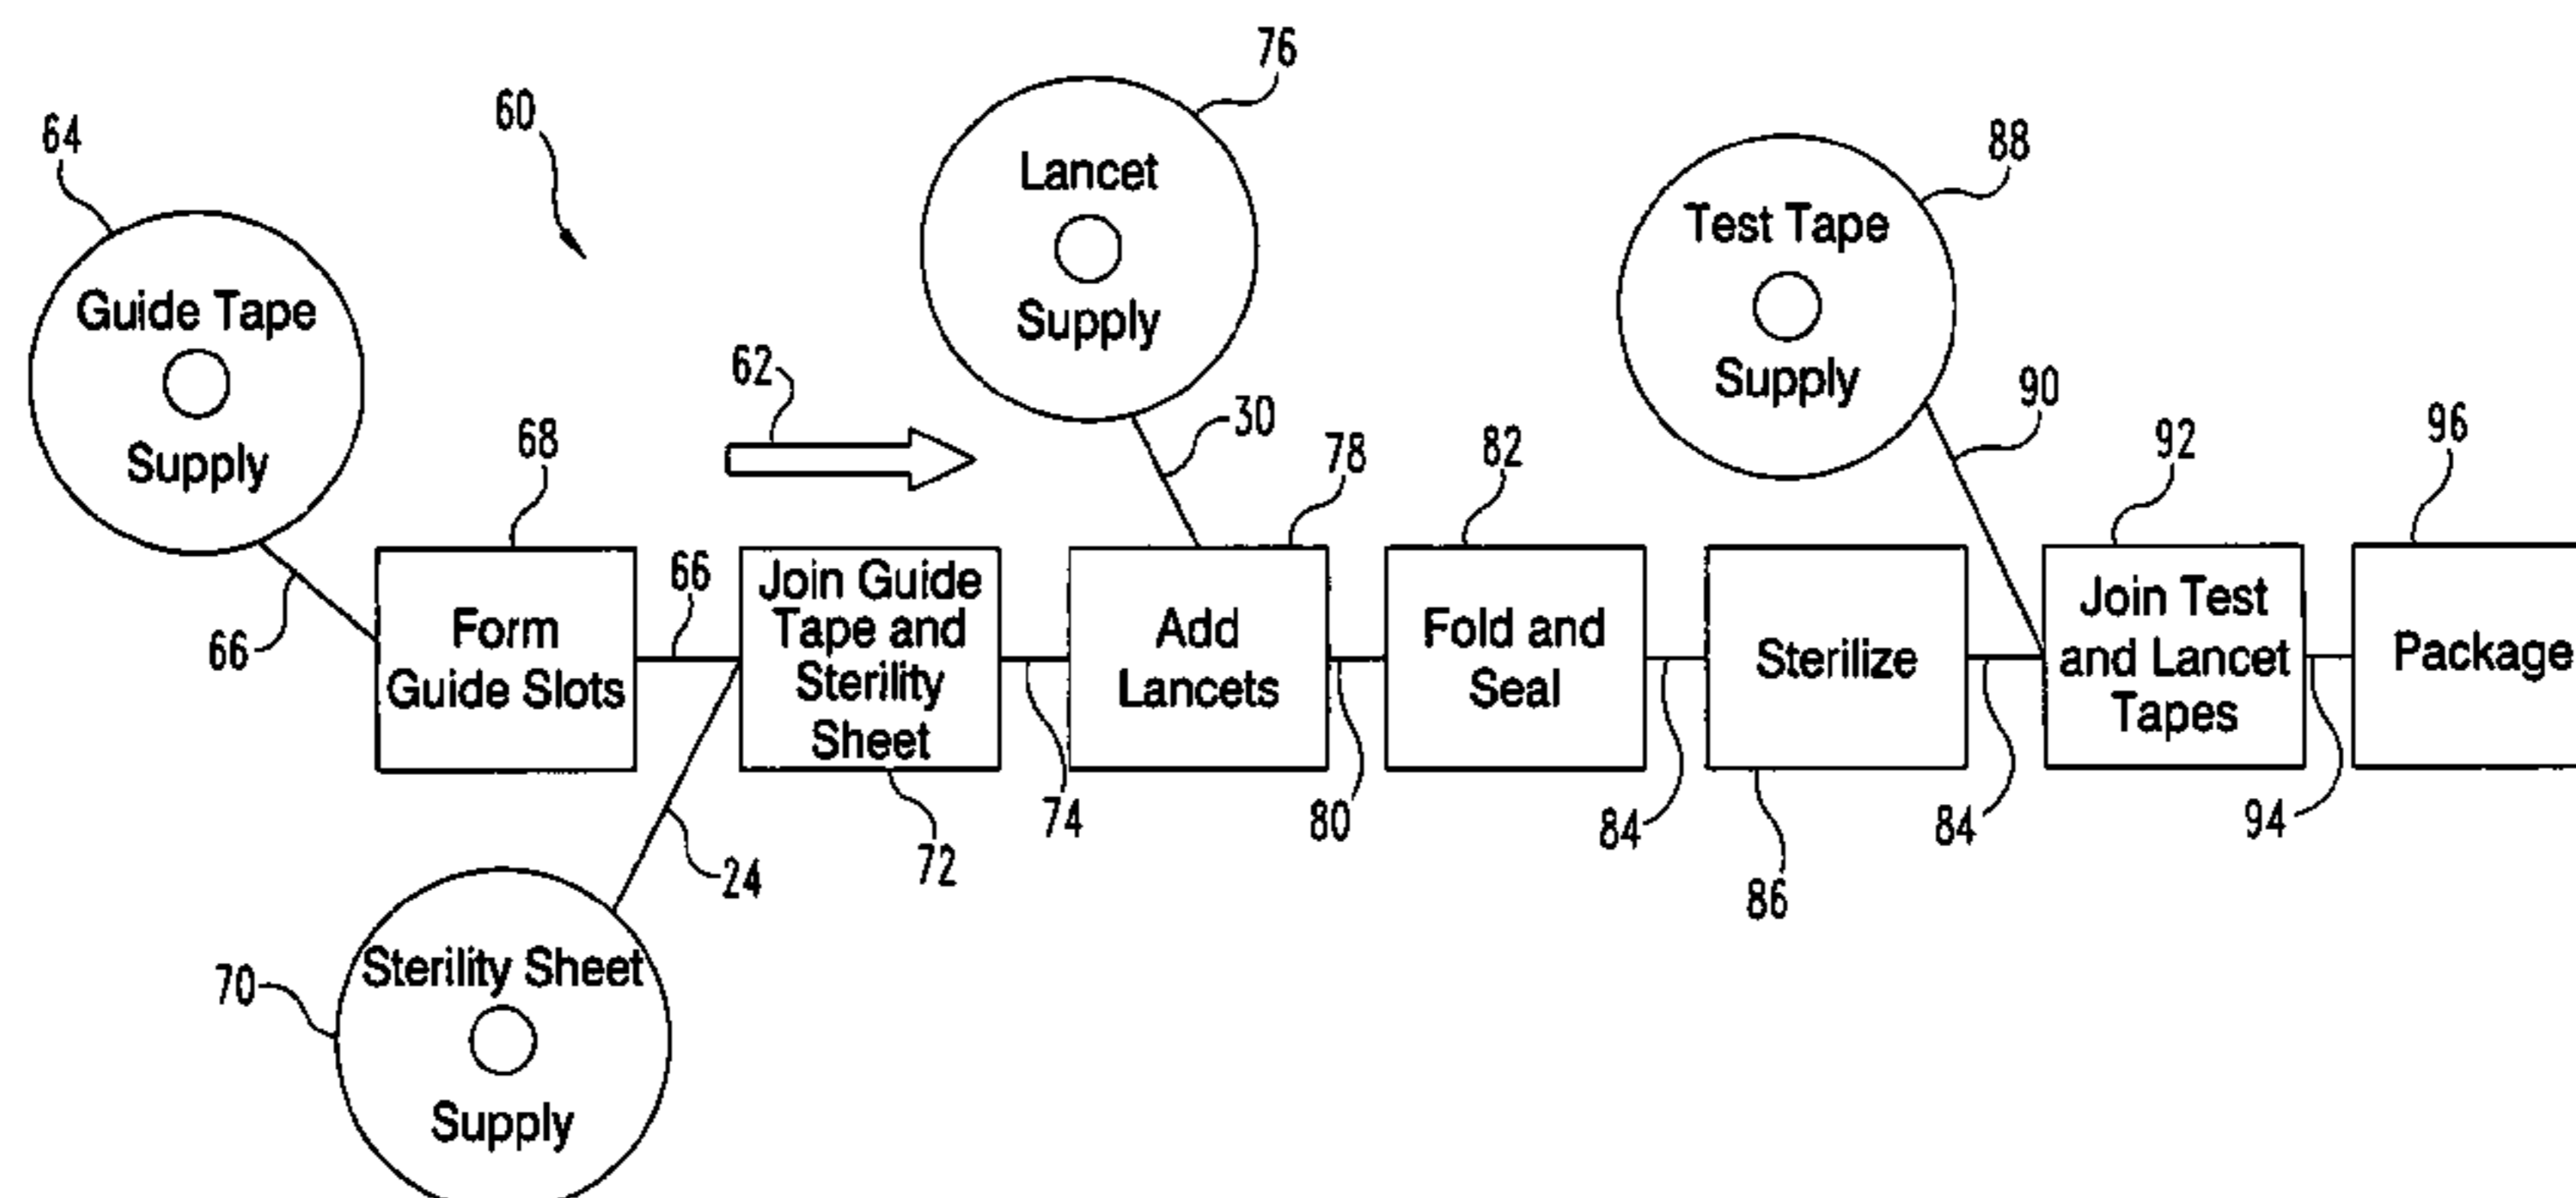 76
60
88
64
Lancet
Supply
Test Tape
Supply
Guide Tape
Supply
62
30
90
68
78
82
92
96
66
66
Form
Guide Slots
Join Guide
Tape and
Sterility
Sheet
Add
Lancets
Fold and
Seal
Sterilize
Join Test
and Lancet
Tapes
Package
24
72
74
80
84
86
84
94
70
Sterility Sheet
Supply